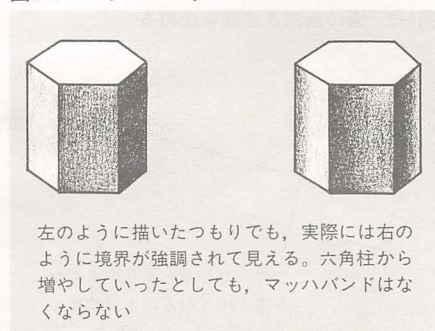 左のように描いたつもりでも，実際には右の
ように境界が強調されて見える。六角柱から
増やしていったとしても，マッハバンドはな
くならない